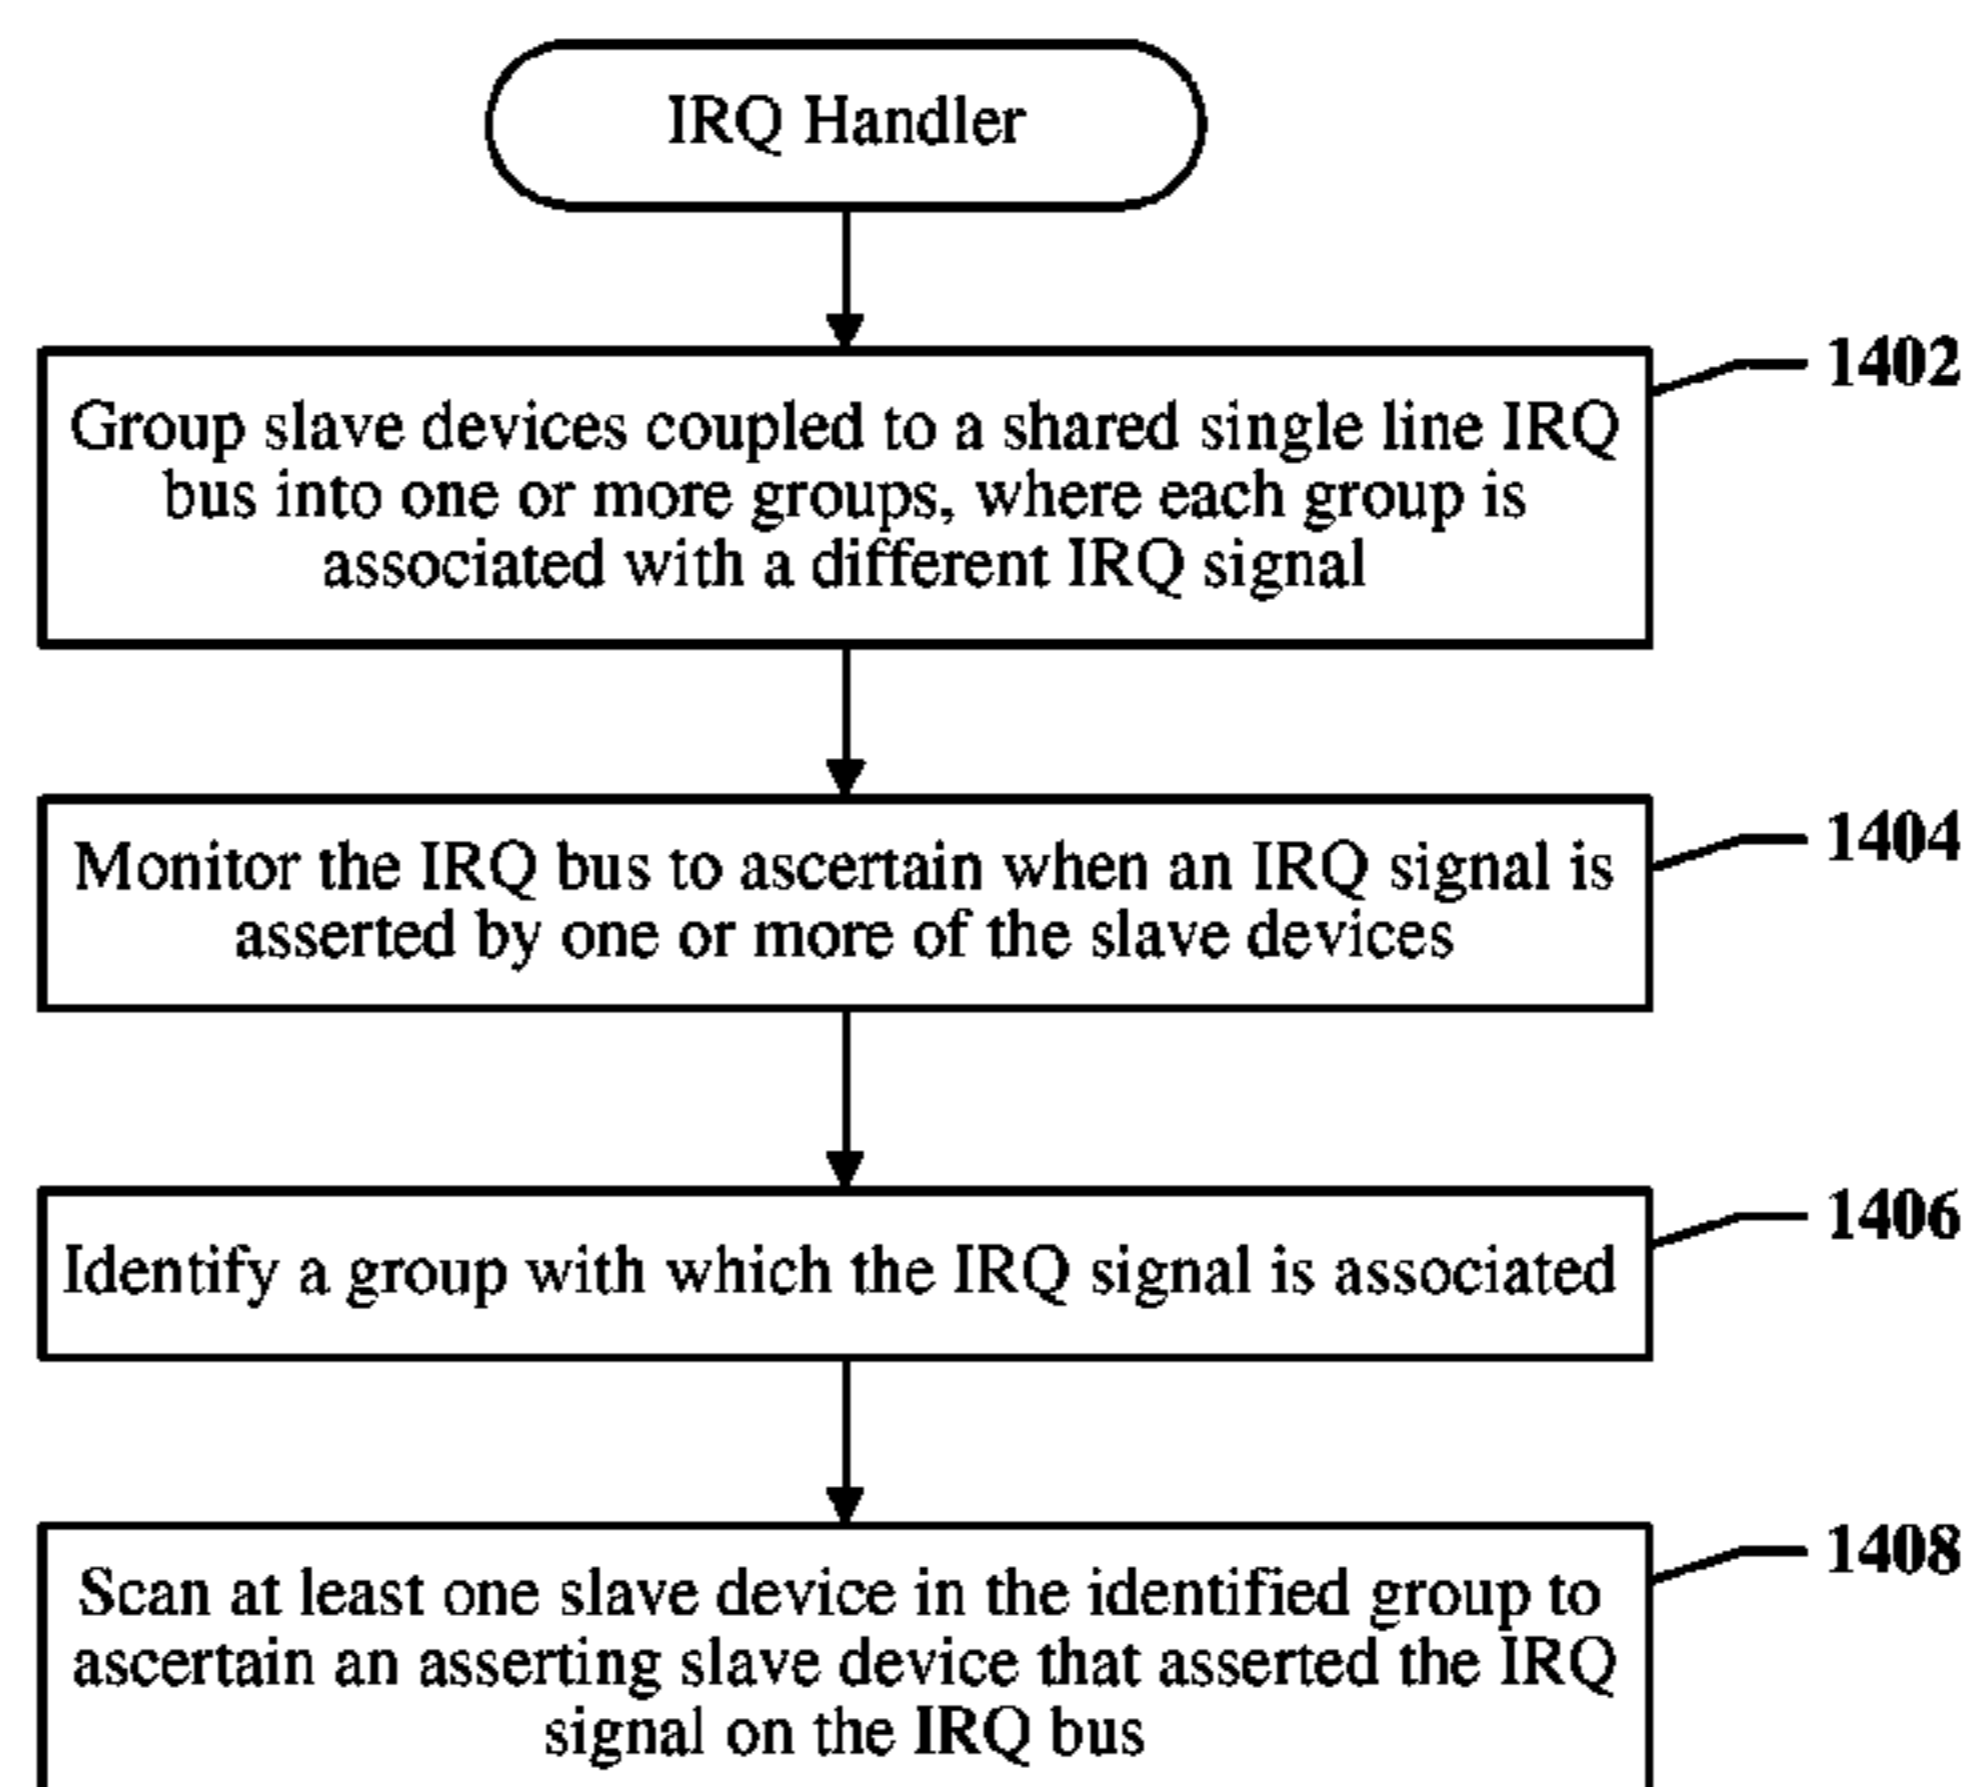 IRQ Handler
1402
Group slave devices coupled to a shared single line IRQ
bus into one or more groups, where each group is
associated with a different IRQ signal
1404
Monitor the IRQ bus to ascertain when an IRQ signal is
asserted by one or more of the slave devices
1406
Identify a group with which the IRQ signal is associated
1408
Scan at least one slave device in the identified group to
ascertain an asserting slave device that asserted the IRQ
signal on the IRQ bus